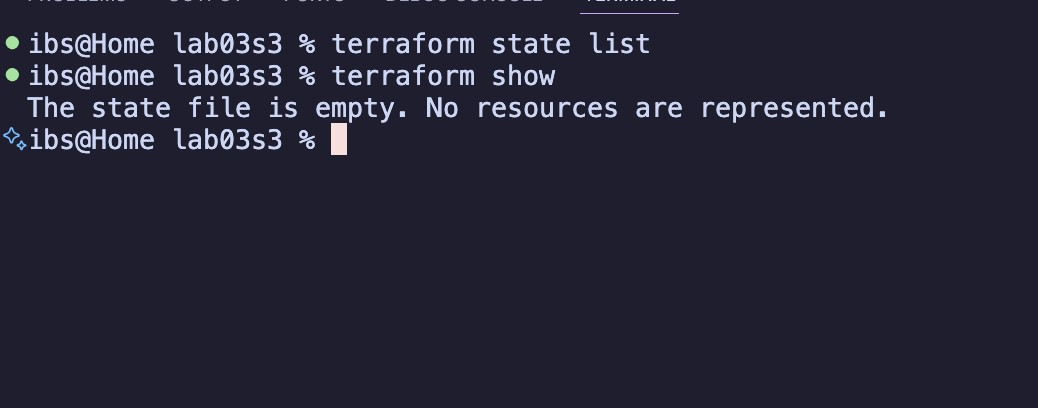 ibs@Home lab03s3 % terraform state list
ibs@Home lab03s3 % terraform show
The state file is empty. No resources are represented.
ibs@Home lab03s3 %